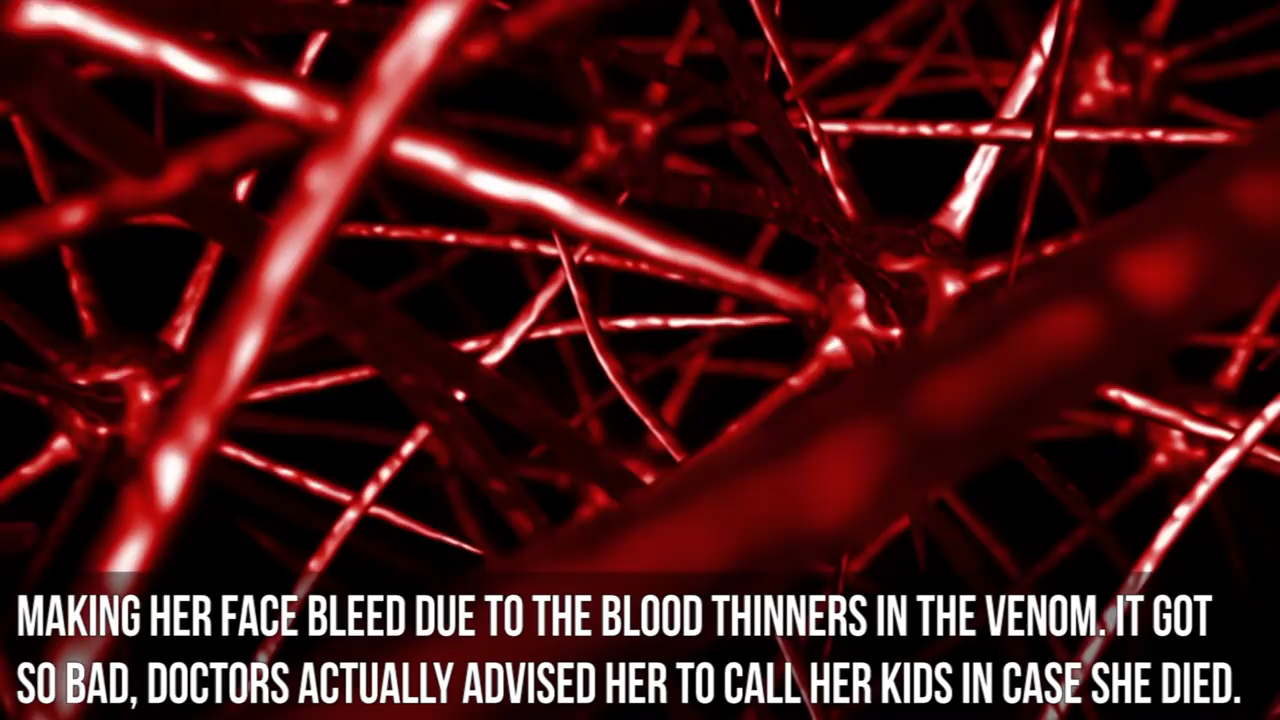 MAKING HER FACE BLEED DUE TO THE BLOOD THINNERS IN THE VENOM. IT GOT
SO BAD, DOCTORS ACTUALLY ADVISED HER TO CALL HER KIDS IN CASE SHE DIED.